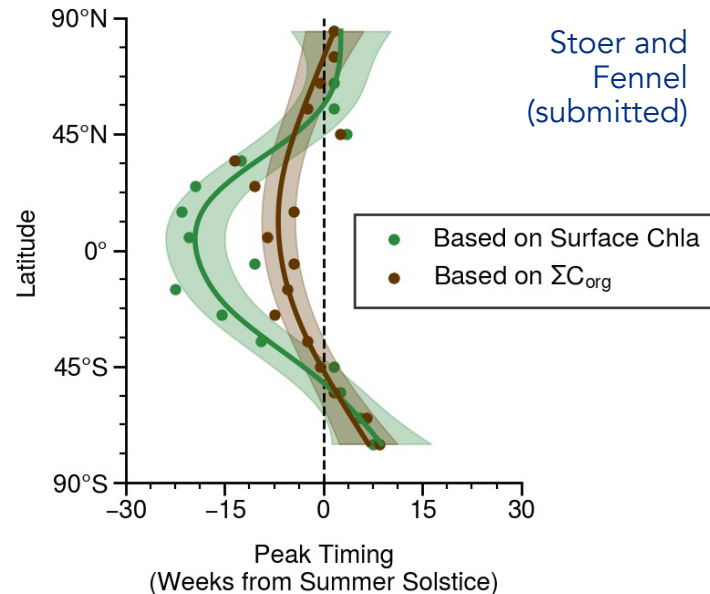 90°N
45°N
0°
45°S
90°S
Latitude
−30
−15
0
15
30
Peak Timing
(Weeks from Summer Solstice)
Stoer and
Fennel
(submitted)
Based on Surface Chla
Based on ΣCorg